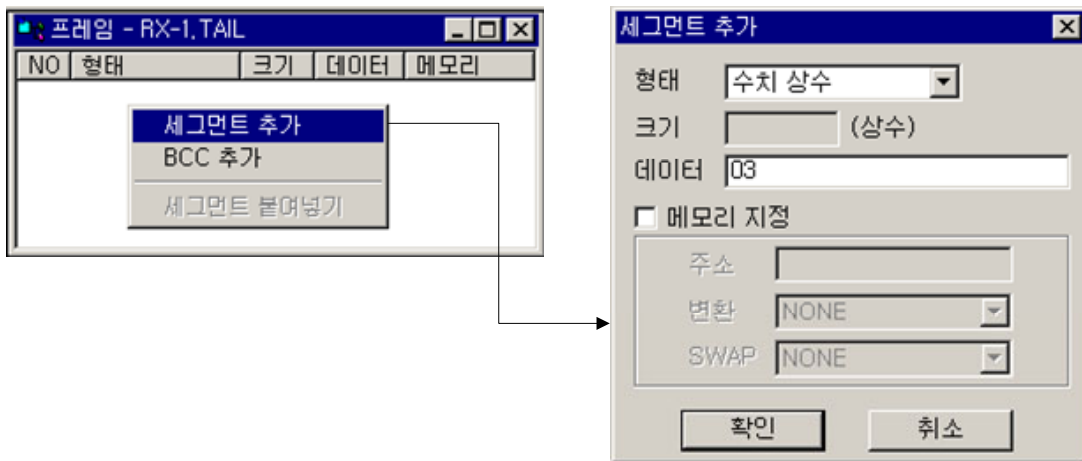 프레임 - RX-1,TAIL
NO 형태 크기 데이터 메모리
세그먼트 추가
BCC 추가
세그먼트 붙여넣기
세그먼트 추가
형태 수치 상수
크기 (상수)
데이터 03
메모리 지정
주소
변환 NONE
SWAP NONE
확인 취소